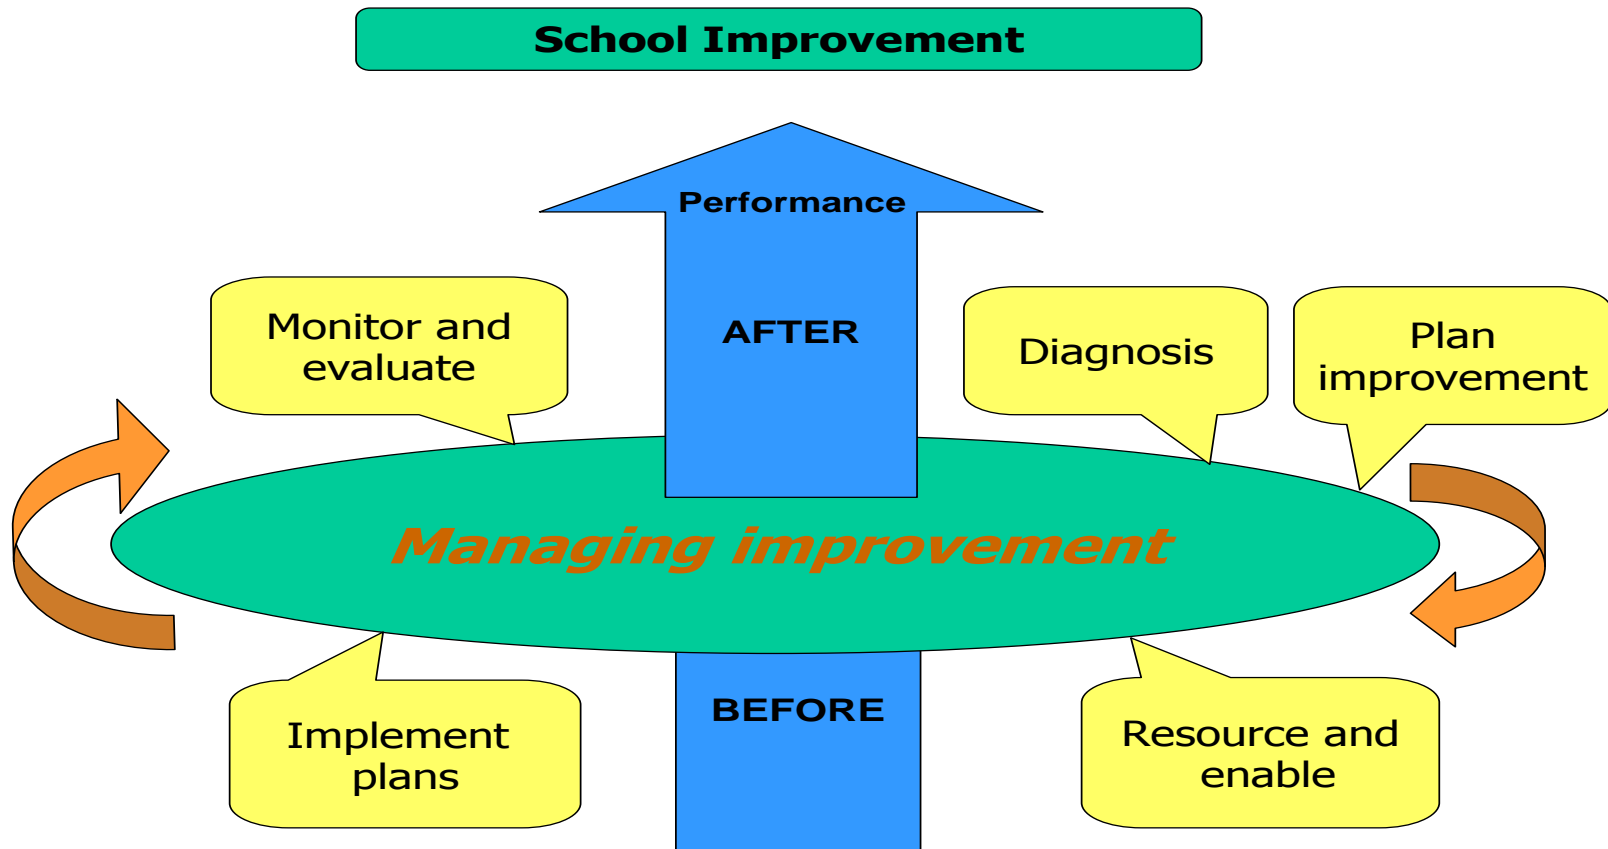 School Improvement
Performance
AFTER
Monitor and
evaluate
Diagnosis
Plan
improvement
Managing improvement
BEFORE
Implement
plans
Resource and
enable